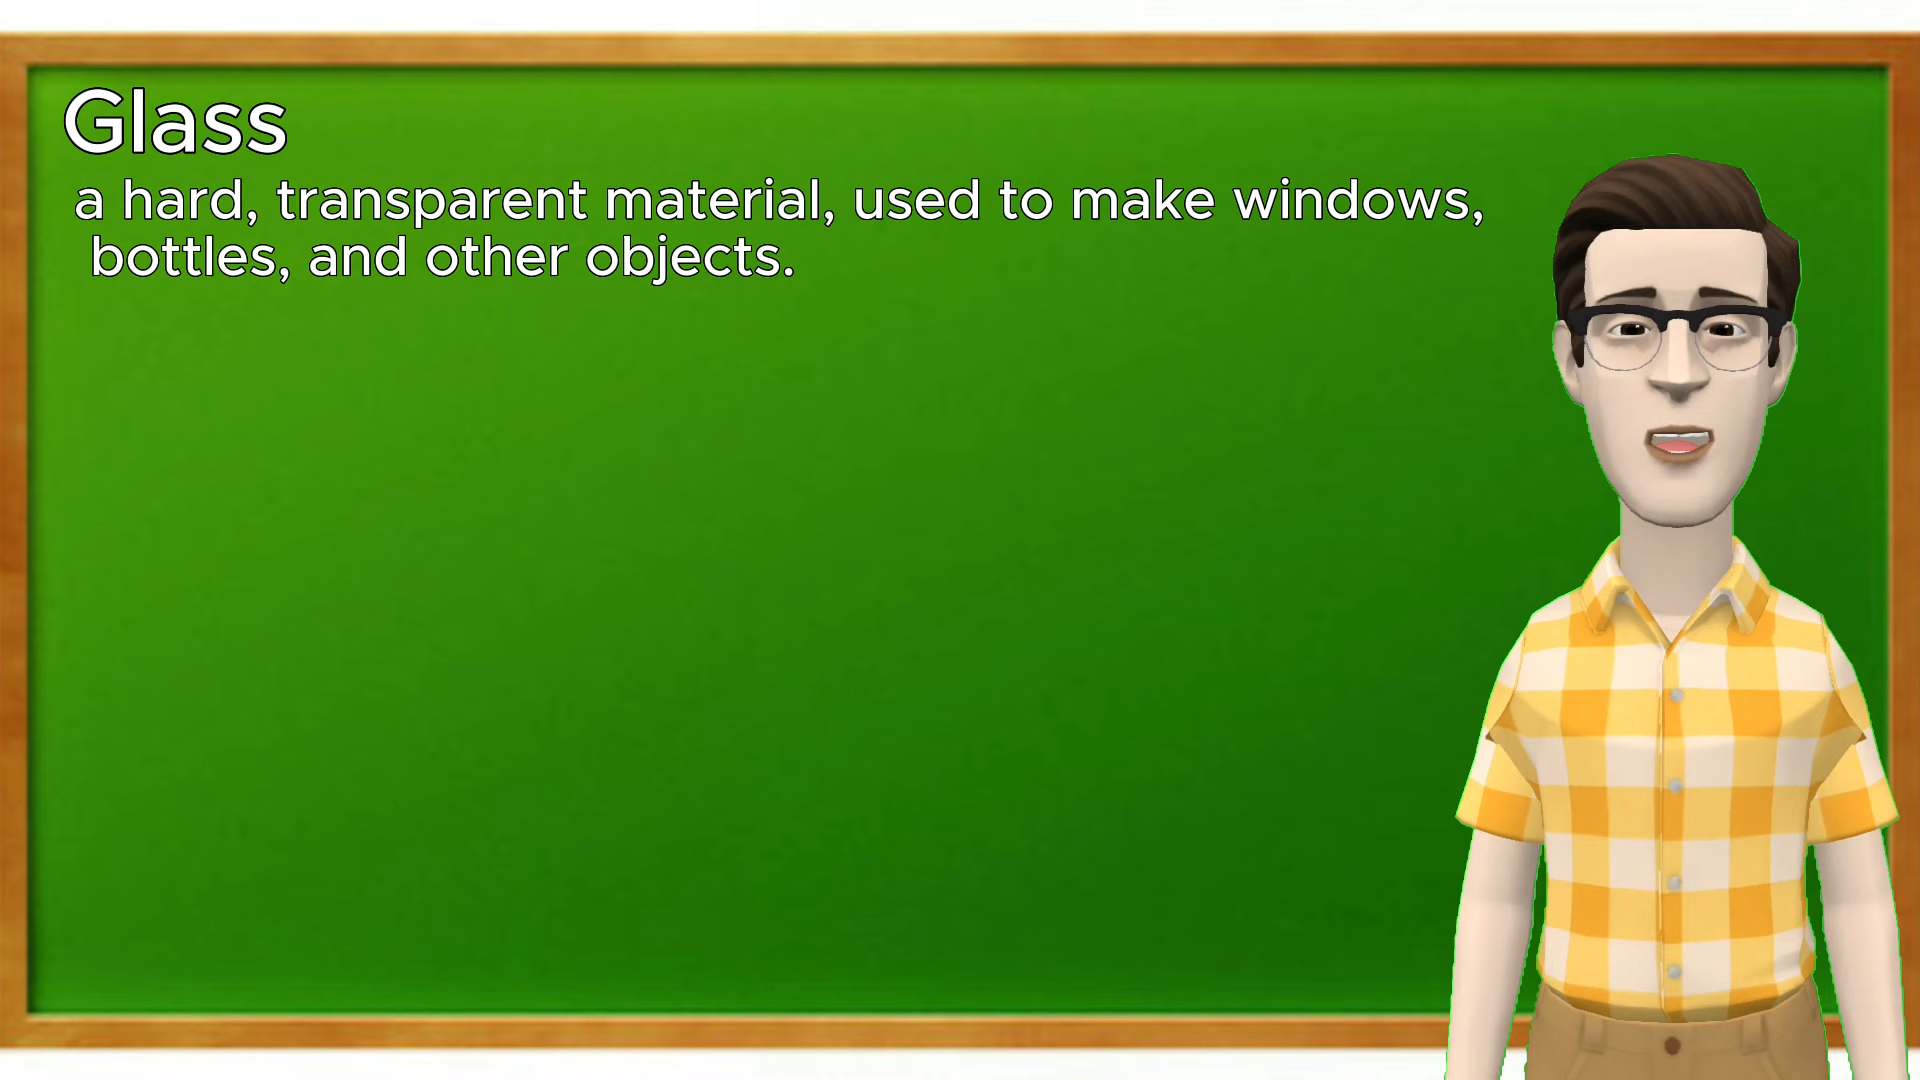 Glass
a hard, transparent material, used to make windows,
bottles, and other objects.